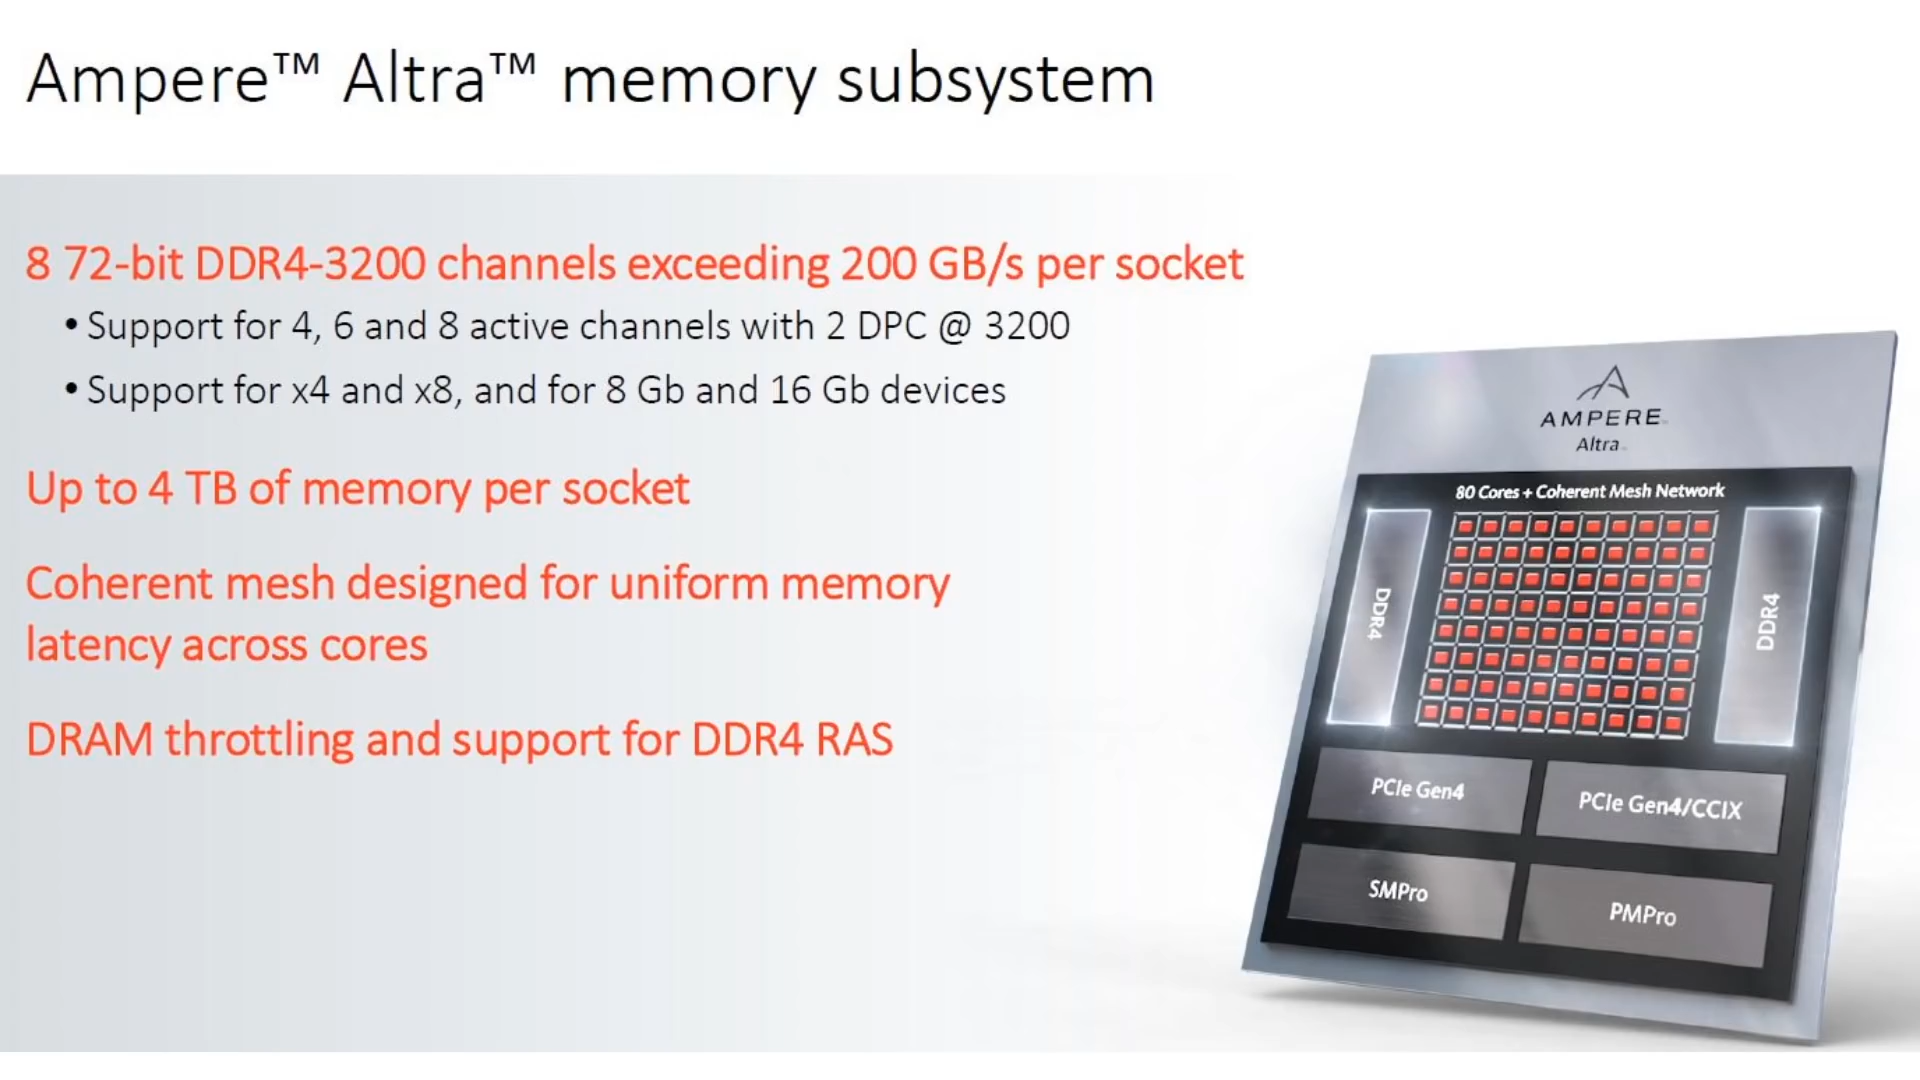 Ampere™ Altra™ memory subsystem
8 72-bit DDR4-3200 channels exceeding 200 GB/s per socket
• Support for 4, 6 and 8 active channels with 2 DPC @ 3200
• Support for x4 and x8, and for 8 Gb and 16 Gb devices
Up to 4 TB of memory per socket
Coherent mesh designed for uniform memory
latency across cores
DRAM throttling and support for DDR4 RAS
AMPERE™
Altra™
80 Cores + Coherent Mesh Network
DDR4
DDR4
PCIe Gen4
PCIe Gen4/CCIX
SMPro
PMPro